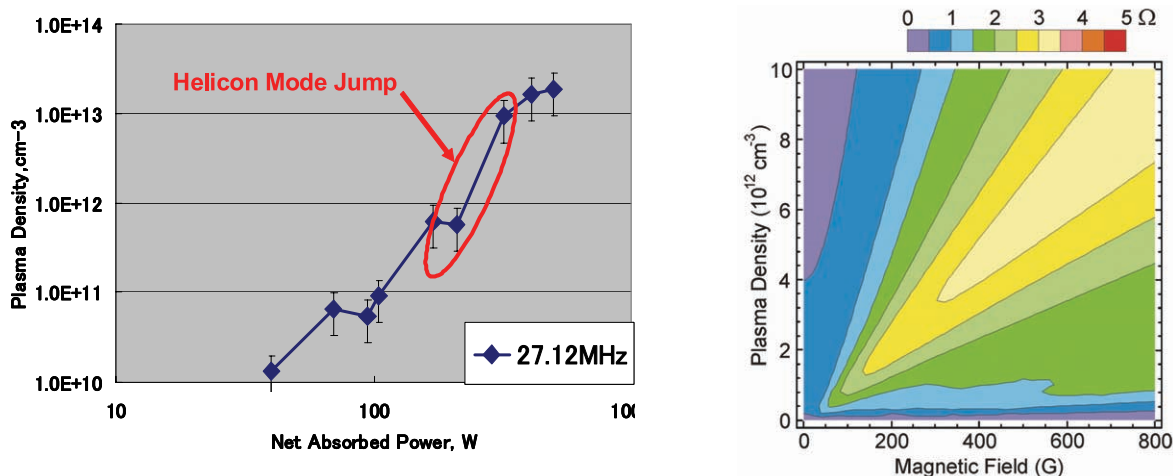 1.0E+14
1.0E+13
1.0E+12
1.0E+11
1.0E+10
Plasma Density,cm-3
Helicon Mode Jump
27.12MHz
10
100
100
Net Absorbed Power, W
0 1 2 3 4 5 Ω
10
8
6
4
2
0
Plasma Density (10¹² cm⁻³)
0 200 400 600 800
Magnetic Field (G)